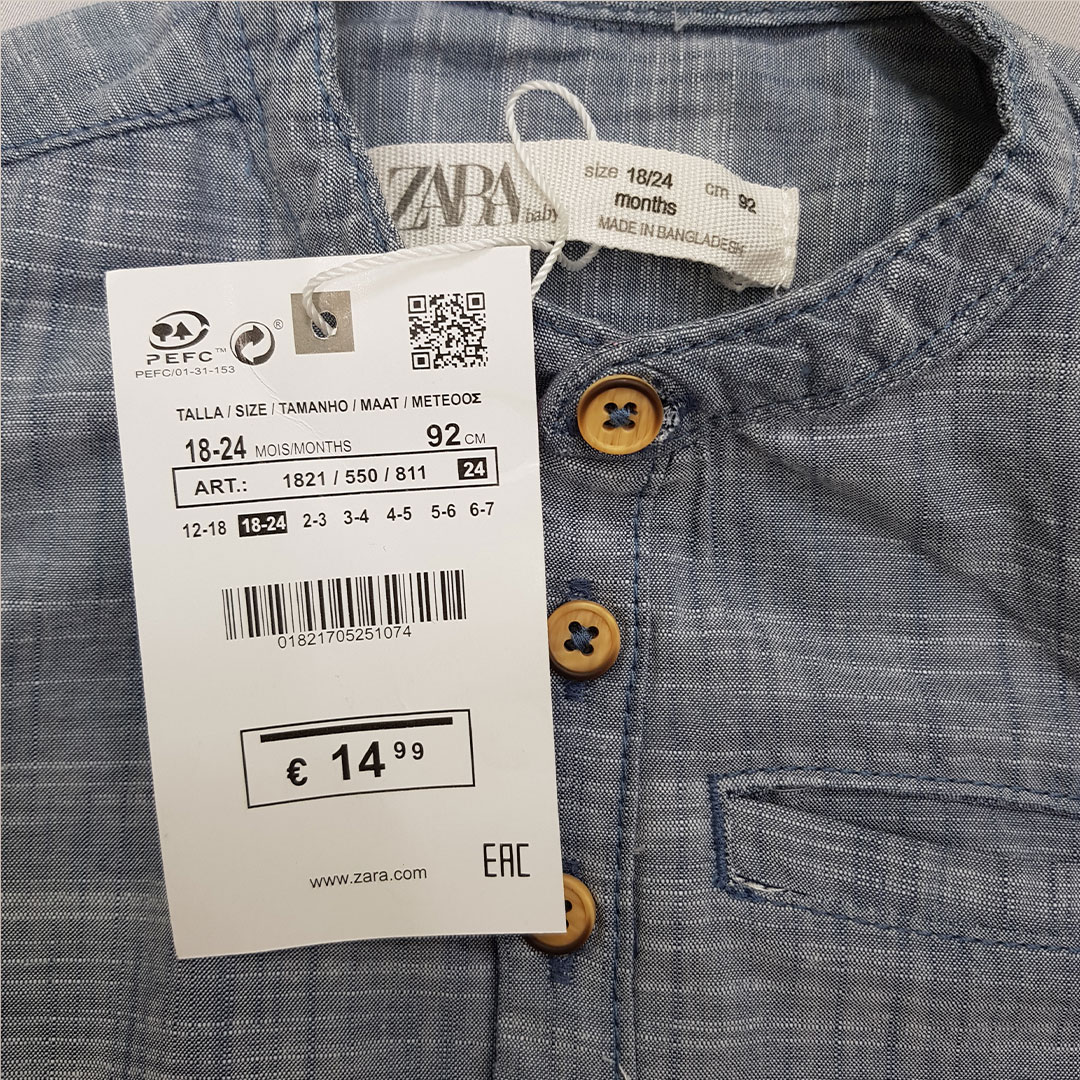 ZARA baby
size 18/24 months cm 92
MADE IN BANGLADESH
PEFC™
PEFC/01-31-153
®
TALLA / SIZE / TAMANHO / MAAT / ΜΕΤΕΟΟΣ
18-24 MOIS/MONTHS 92 CM
ART.: 1821 / 550 / 811 24
12-18 18-24 2-3 3-4 4-5 5-6 6-7
01821705251074
€ 14 99
www.zara.com
EAC